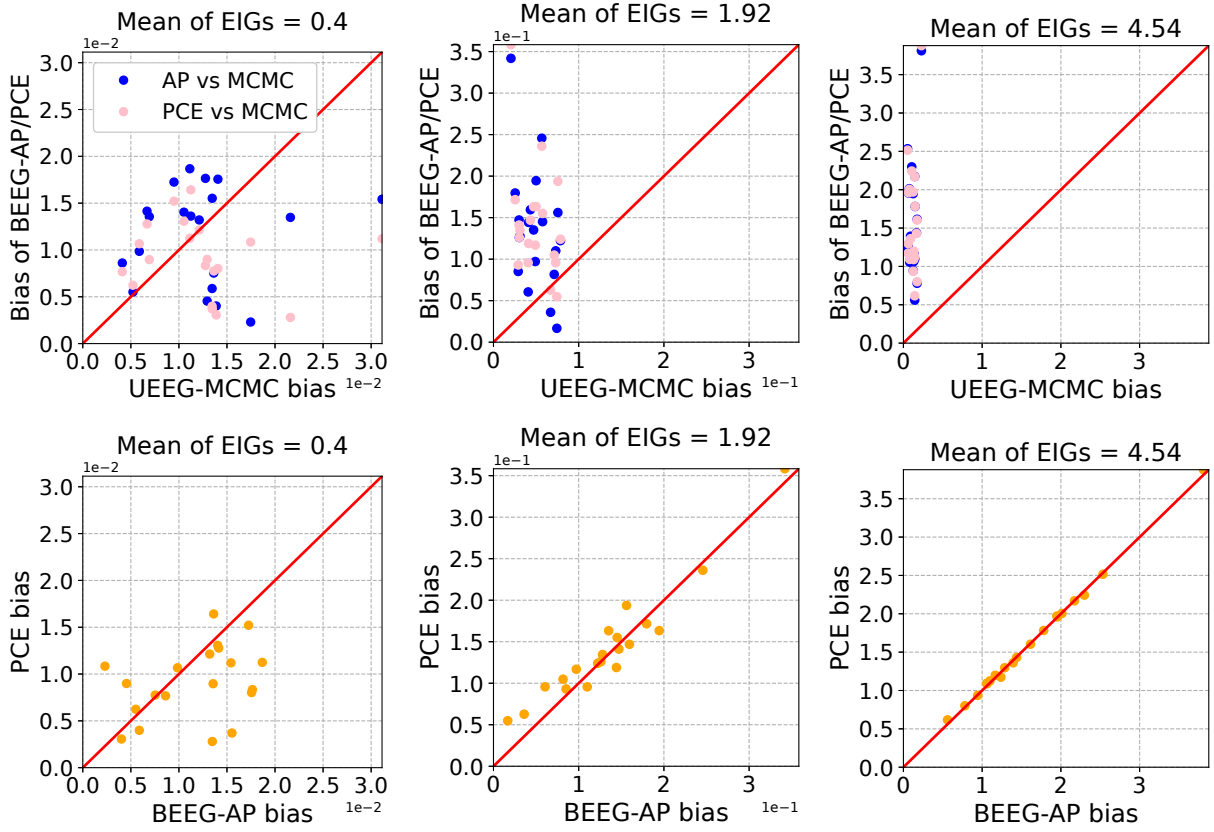 Mean of EIGs = 0.4
1e-2
Bias of BEEG-AP/PCE
3.0
2.5
2.0
1.5
1.0
0.5
0.0
AP vs MCMC
PCE vs MCMC
0.0 0.5 1.0 1.5 2.0 2.5 3.0
UEEG-MCMC bias 1e-2
Mean of EIGs = 1.92
1e-1
Bias of BEEG-AP/PCE
3.5
3.0
2.5
2.0
1.5
1.0
0.5
0.0
0 1 2 3
UEEG-MCMC bias 1e-1
Mean of EIGs = 4.54
Bias of BEEG-AP/PCE
3.5
3.0
2.5
2.0
1.5
1.0
0.5
0.0
0 1 2 3
UEEG-MCMC bias
Mean of EIGs = 0.4
1e-2
PCE bias
3.0
2.5
2.0
1.5
1.0
0.5
0.0
0.0 0.5 1.0 1.5 2.0 2.5 3.0
BEEG-AP bias 1e-2
Mean of EIGs = 1.92
1e-1
PCE bias
3.5
3.0
2.5
2.0
1.5
1.0
0.5
0.0
0 1 2 3
BEEG-AP bias 1e-1
Mean of EIGs = 4.54
PCE bias
3.5
3.0
2.5
2.0
1.5
1.0
0.5
0.0
0 1 2 3
BEEG-AP bias